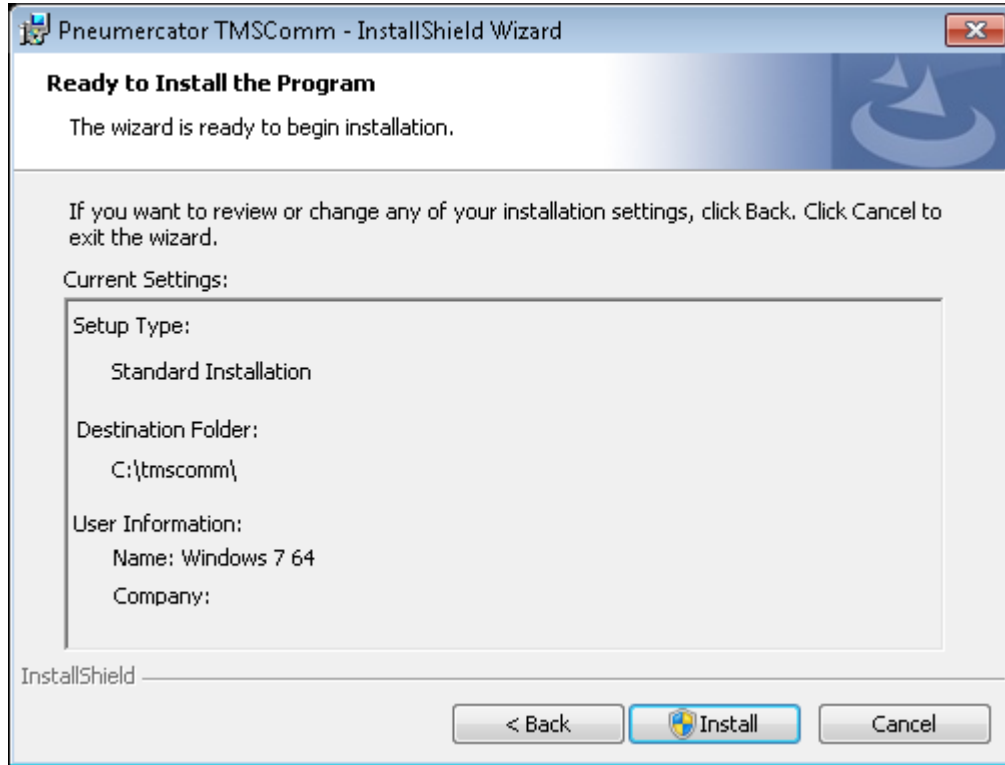 Pneumercator TMSComm - InstallShield Wizard
Ready to Install the Program
The wizard is ready to begin installation.
If you want to review or change any of your installation settings, click Back. Click Cancel to
exit the wizard.
Current Settings:
Setup Type:
Standard Installation
Destination Folder:
C:\tmscomm\
User Information:
Name: Windows 7 64
Company:
InstallShield
< Back
Install
Cancel